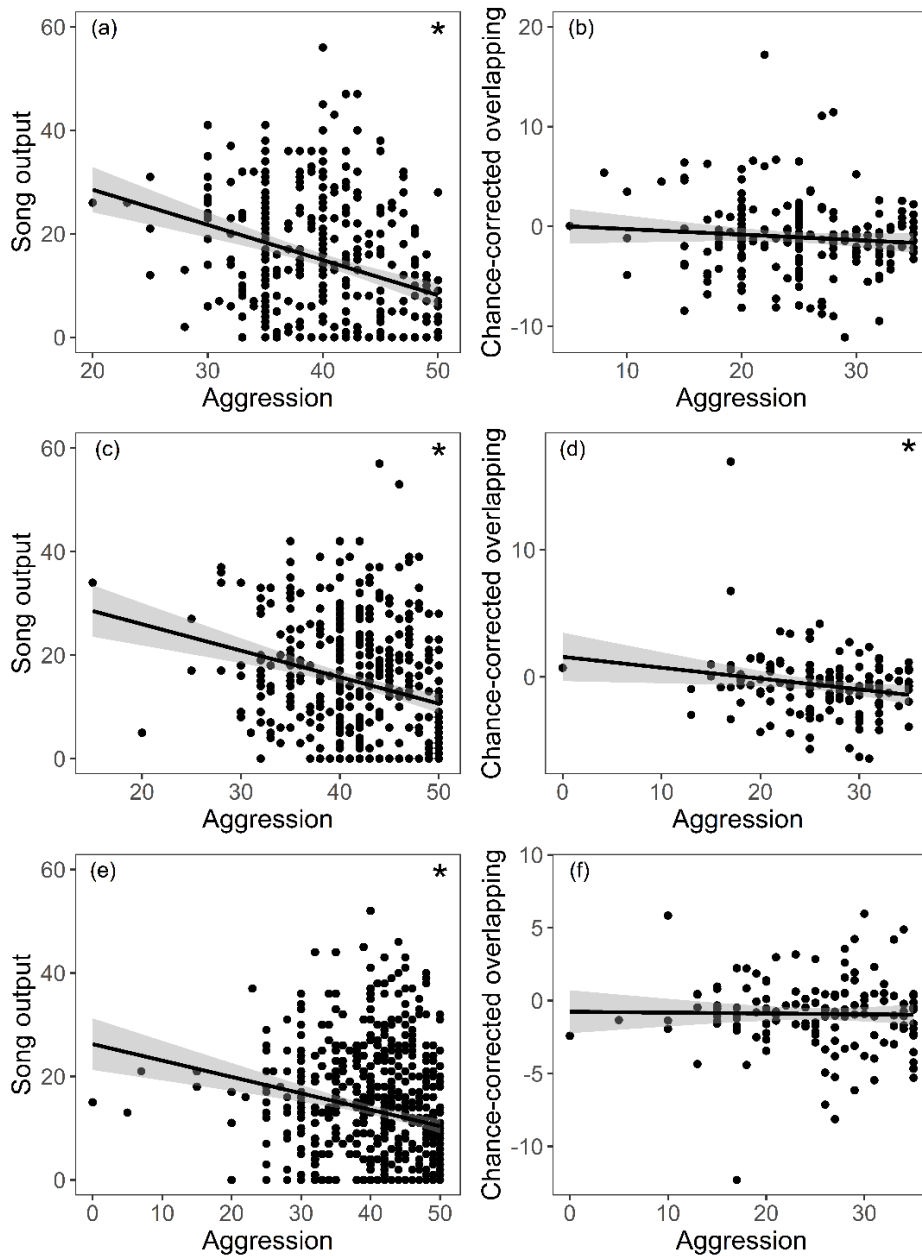 (a) *
Song output
60
40
20
0
20 30 40 50
Aggression
(b)
Chance-corrected overlapping
20
10
0
-10
10 20 30
Aggression
(c) *
Song output
60
40
20
0
20 30 40 50
Aggression
(d) *
Chance-corrected overlapping
10
0
0 10 20 30
Aggression
(e) *
Song output
60
40
20
0
0 10 20 30 40 50
Aggression
(f)
Chance-corrected overlapping
10
5
0
-5
-10
0 10 20 30
Aggression